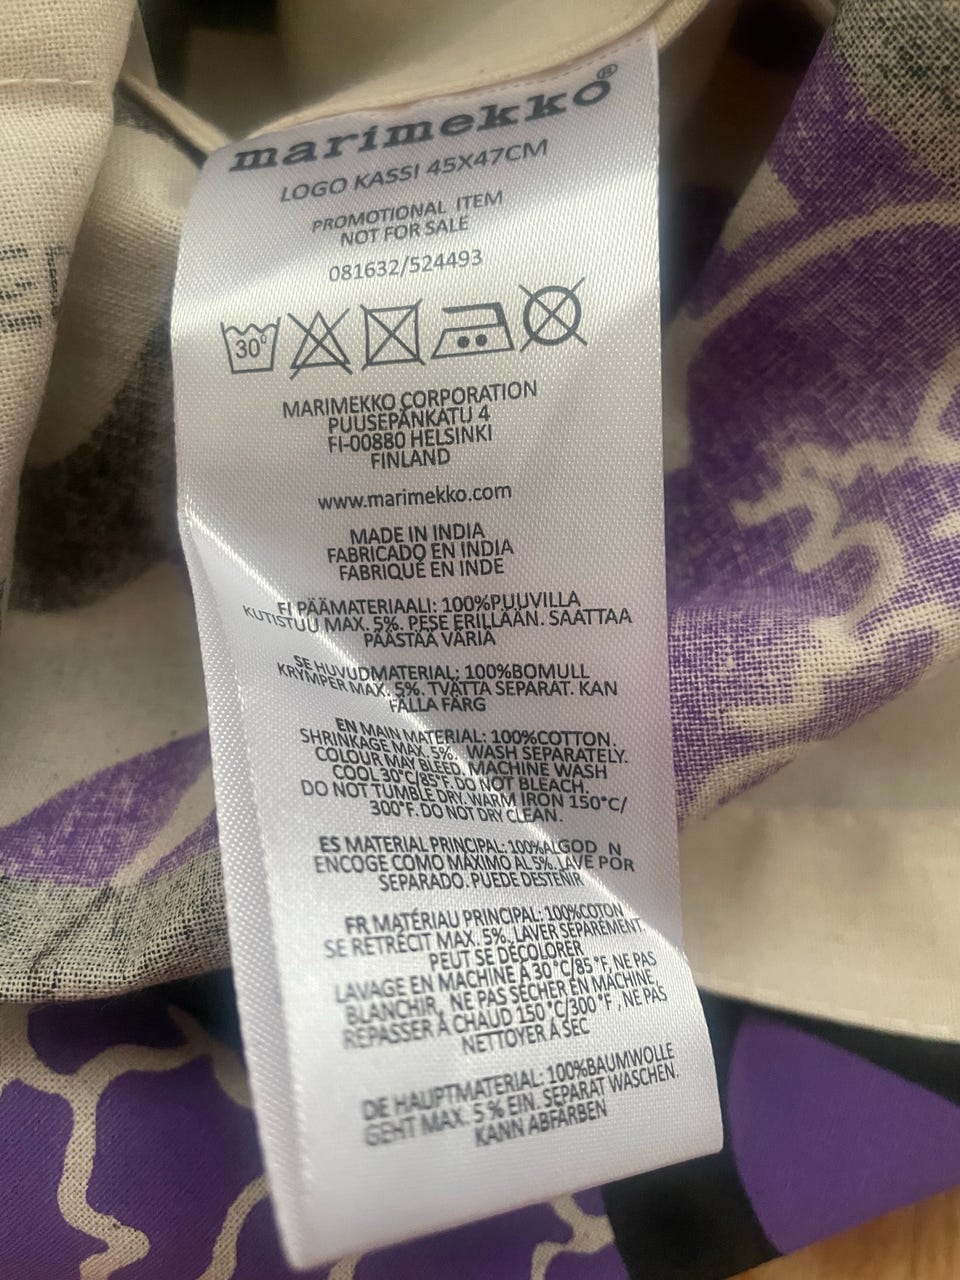 marimekko®
LOGO KASSI 45X47CM
PROMOTIONAL ITEM
NOT FOR SALE
081632/524493
30°
MARIMEKKO CORPORATION
PUUSEPÄNKATU 4
FI-00880 HELSINKI
FINLAND
www.marimekko.com
MADE IN INDIA
FABRICADO EN INDIA
FABRIQUÉ EN INDE
FI PÄÄMATERIAALI: 100%PUUVILLA
KUTISTUU MAX. 5%. PESE ERILLÄÄN. SAATTAA
PÄÄSTÄÄ VÄRIÄ
SE HUVUDMATERIAL: 100%BOMULL
KRYMPER MAX. 5%. TVÄTTA SEPARAT. KAN
FÄLLA FÄRG
EN MAIN MATERIAL: 100%COTTON.
SHRINKAGE MAX. 5%. WASH SEPARATELY.
COLOUR MAY BLEED. MACHINE WASH
COOL 30°C/85°F. DO NOT BLEACH.
DO NOT TUMBLE DRY. WARM IRON 150°C/
300°F. DO NOT DRY CLEAN.
ES MATERIAL PRINCIPAL: 100%ALGOD N
ENCOGE COMO MÁXIMO AL 5%. LAVE POR
SEPARADO. PUEDE DESTENIR
FR MATÉRIAU PRINCIPAL: 100%COTON
SE RETRÉCIT MAX. 5%. LAVER SEPAREMENT
PEUT SE DÉCOLORER
LAVAGE EN MACHINE À 30°C/85°F, NE PAS
BLANCHIR, NE PAS SÉCHER EN MACHINE,
REPASSER À CHAUD 150°C/300°F, NE PAS
NETTOYER À SEC
DE HAUPTMATERIAL: 100%BAUMWOLLE
GEHT MAX. 5% EIN. SEPARAT WASCHEN.
KANN ABFÄRBEN